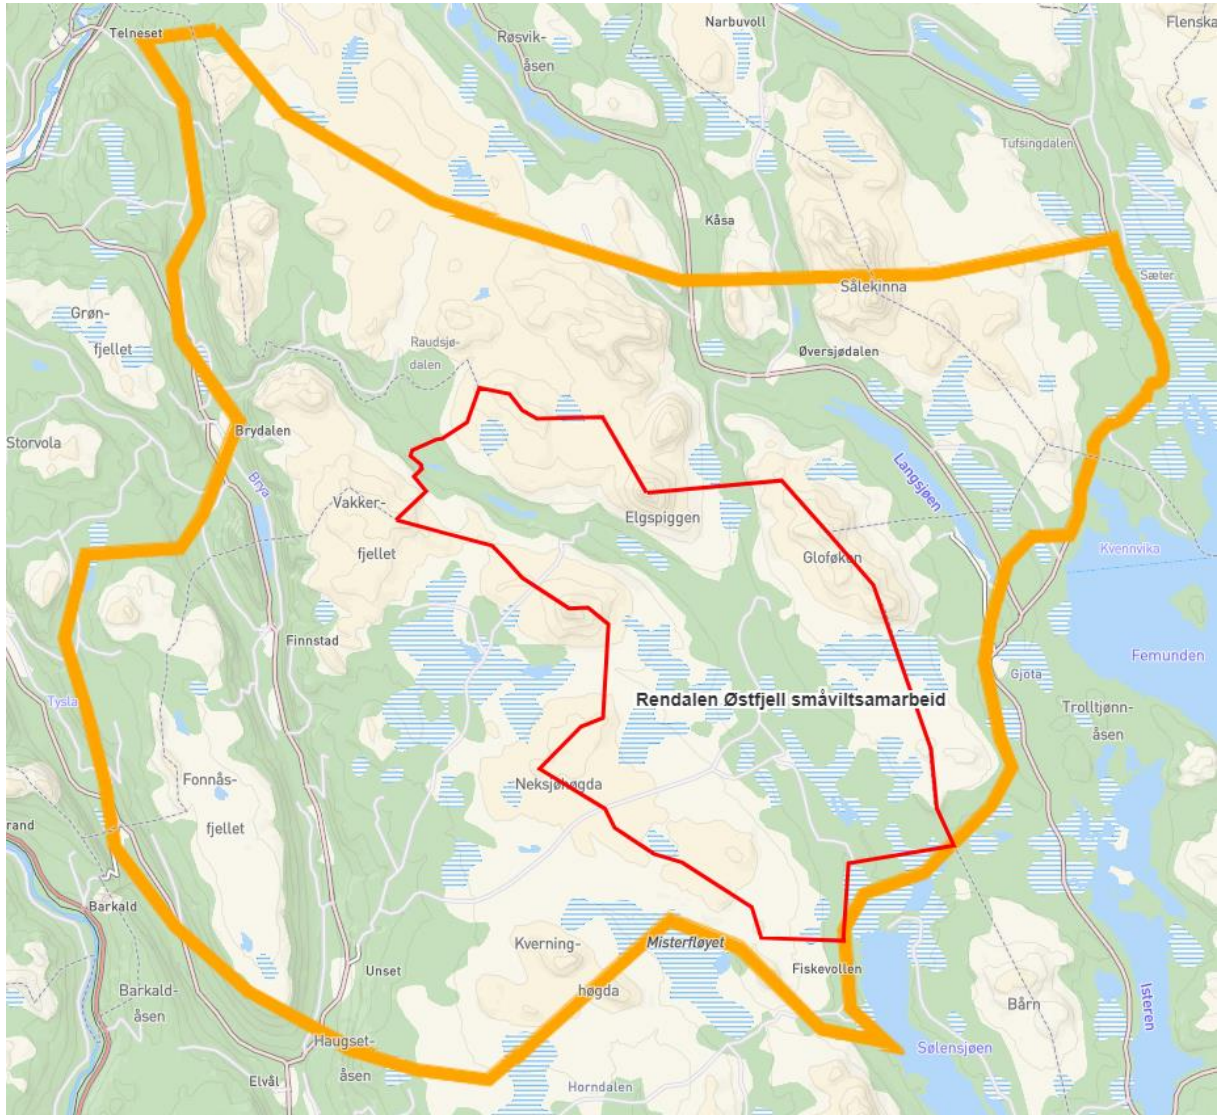 Telneset
Narbuvoll
Flenska
Røsvik-
åsen
Tufsingdalen
Kåsa
Sæter
Sålekinna
Grøn-
fjellet
Raudsjø-
dalen
Øversjødalen
Storvola
Brydalen
Langsjøen
Brya
Vakker-
fjellet
Elgspiggen
Gloføken
Kvennvika
Finnstad
Femunden
Gjøta
Tysla
Rendalen Østfjell småviltsamarbeid
Trolltjønn-
åsen
Fonnås-
fjellet
Neksjøhøgda
rand
Barkald
Kverning-
høgda
Misterfløyet
Unset
Fiskevollen
Barkald-
åsen
Bårn
Isteren
Haugset-
åsen
Sølensjøen
Elvål
Horndalen